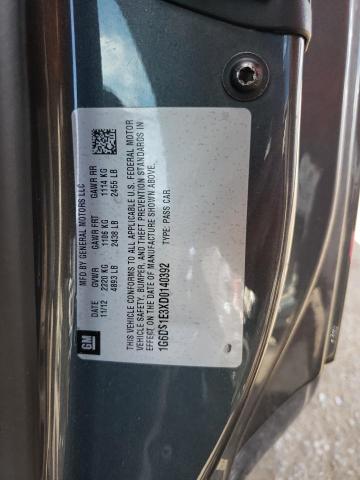 MFD BY GENERAL MOTORS LLC
DATE GVWR GAWR FRT GAWR RR
11/12 2220 KG 1106 KG 1114 KG
4893 LB 2438 LB 2455 LB
THIS VEHICLE CONFORMS TO ALL APPLICABLE U.S. FEDERAL MOTOR
VEHICLE SAFETY, BUMPER, AND THEFT PREVENTION STANDARDS IN
EFFECT ON THE DATE OF MANUFACTURE SHOWN ABOVE.
1G6DS1E3XD0140392 TYPE: PASS CAR
GM